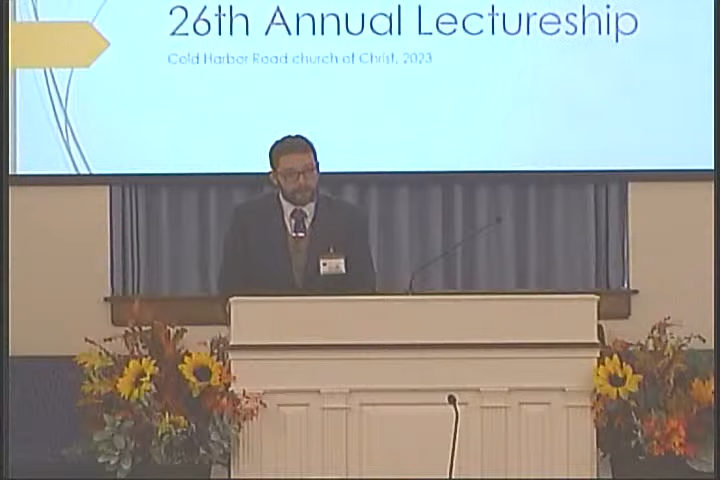 26th Annual Lectureship
Cold Harbor Road church of Christ, 2023